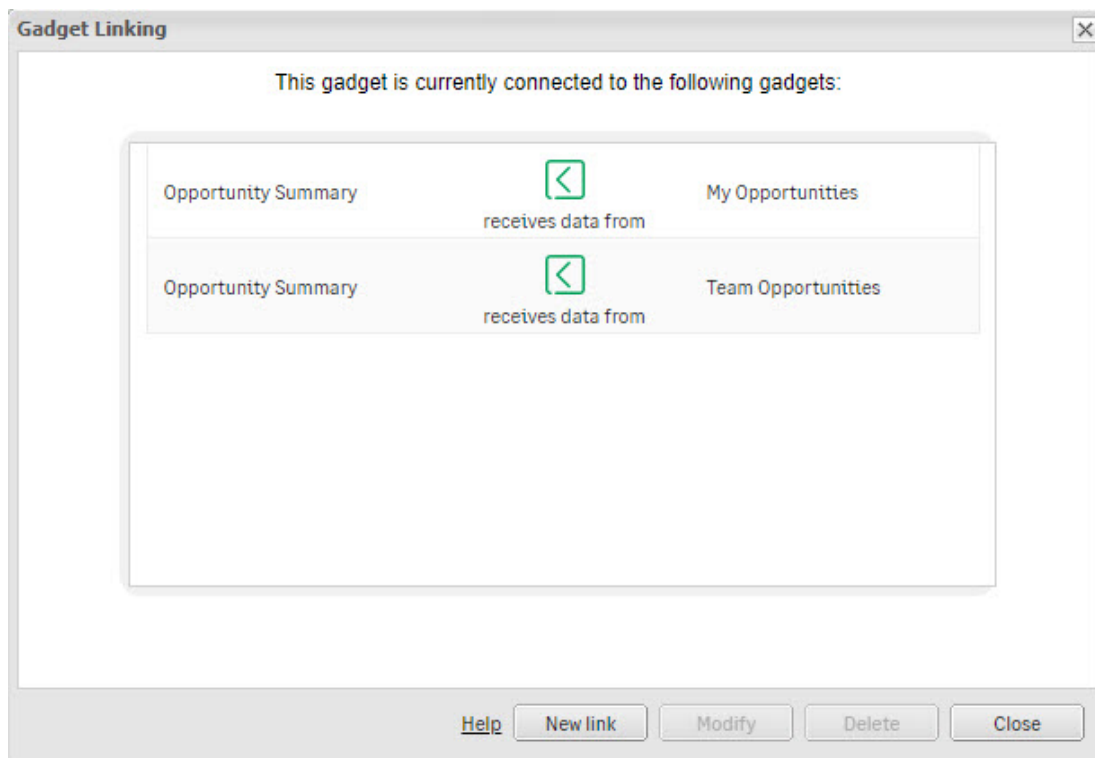 Gadget Linking
This gadget is currently connected to the following gadgets:
Opportunity Summary
receives data from
My Opportunities
Opportunity Summary
receives data from
Team Opportunities
Help
New link
Modify
Delete
Close